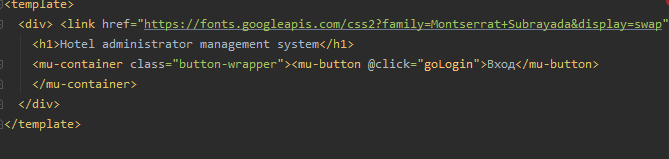 <template>
<div> <link href="https://fonts.googleapis.com/css2?family=Montserrat+Subrayada&display=swap"
<h1>Hotel administrator management system</h1>
<mu-container class="button-wrapper"><mu-button @click="goLogin">Вход</mu-button>
</mu-container>
</div>
</template>